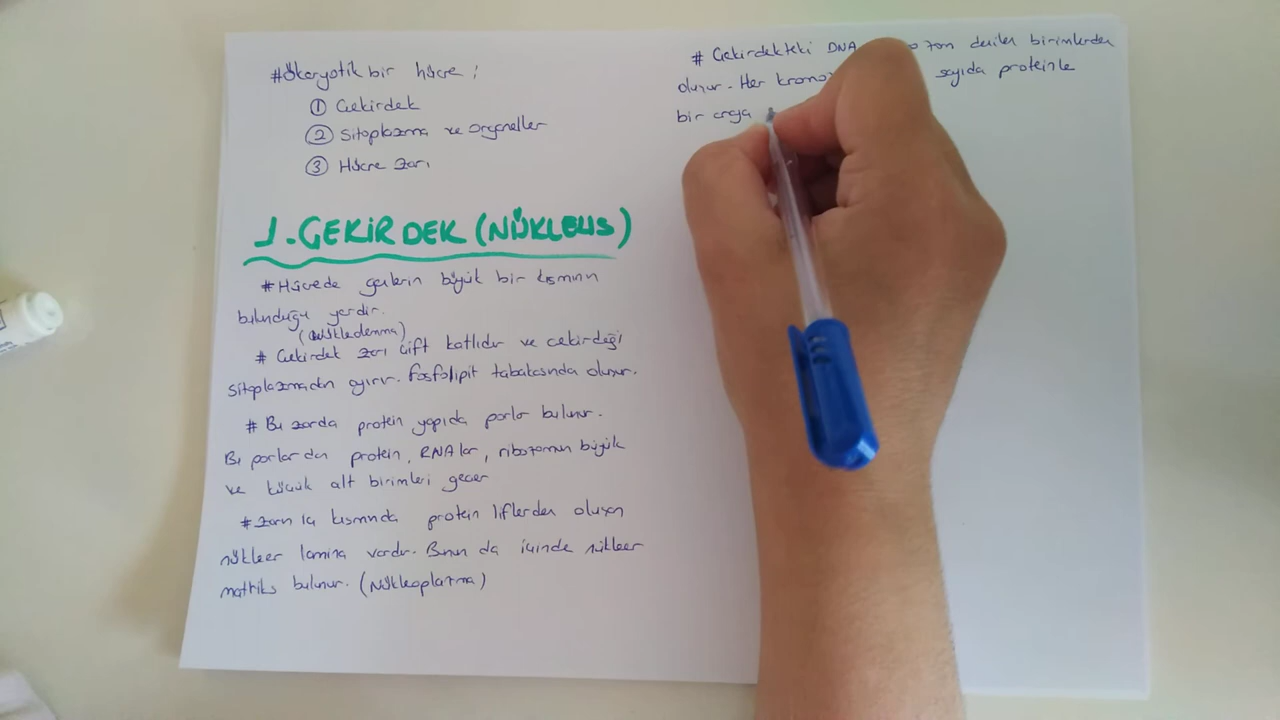 #Ökaryotik bir hücre;
① Çekirdek
② Sitoplazma ve organeller
③ Hücre zarı
1. ÇEKİRDEK (NÜKLEUS)
#Hücrede genlerin büyük bir kısmının
bulunduğu yerdir.
# Çekirdek zarı çift katlıdır ve çekirdeği
sitoplazmadan ayırır. Fosfolipit tabakasında oluşur.
# Bu zarda protein yapıda porlar bulunur.
Bu porlardan protein, RNA lar, ribozomun büyük
ve küçük alt birimleri geçer
# Zarın iç kısmında protein liflerden oluşan
nükleer lamina vardır. Bunun da içinde nükleer
matriks bulunur. (Nükleoplazma)
# Çekirdekteki DNA denilen birimlerden
oluşur. Her sayıda proteinle
bir araya